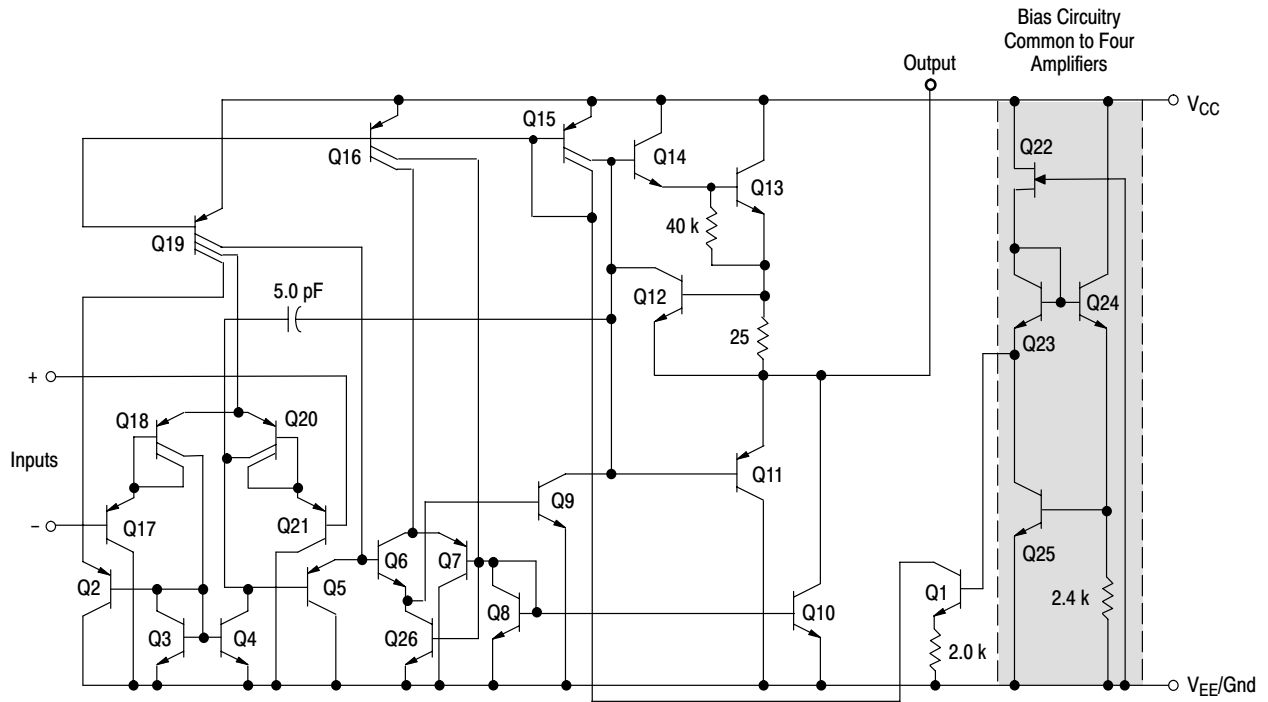 Bias Circuitry
Common to Four
Amplifiers
Output
VCC
Q15
Q22
Q16
Q14
Q13
Q19
40 k
5.0 pF
Q12
Q24
25
Q23
+
Q18
Q20
Inputs
Q11
Q9
−
Q17
Q21
Q25
Q6
Q7
Q2
Q5
Q1
2.4 k
Q8
Q10
Q3
Q4
Q26
2.0 k
VEE/Gnd